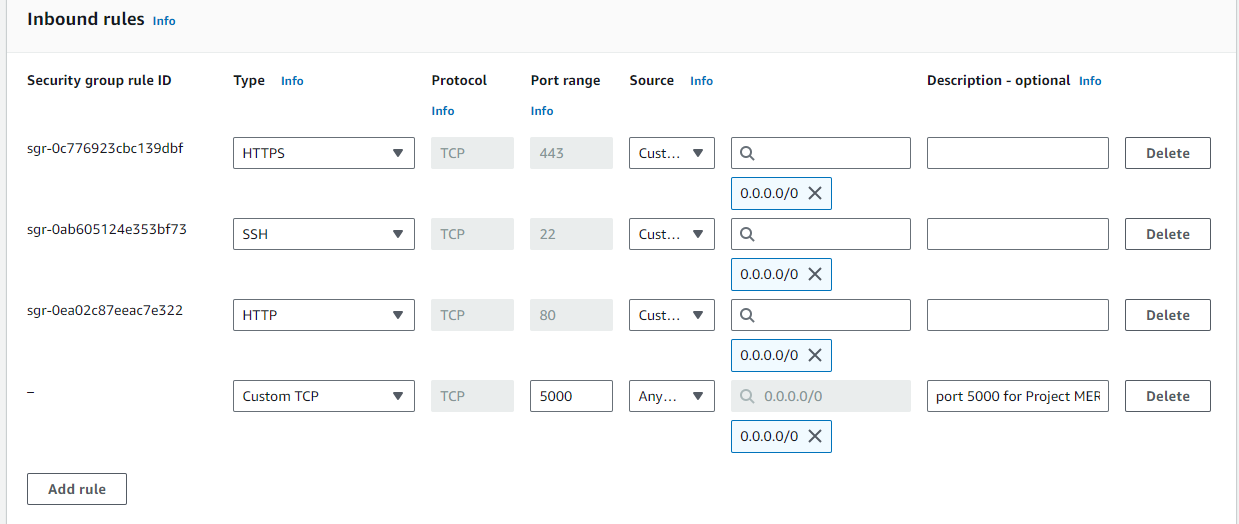 Inbound rules Info
Security group rule ID Type Info Protocol Info Port range Info Source Info Description - optional Info
sgr-0c776923cbc139dbf HTTPS TCP 443 Cust... Delete
0.0.0.0/0
sgr-0ab605124e353bf73 SSH TCP 22 Cust... Delete
0.0.0.0/0
sgr-0ea02c87eeac7e322 HTTP TCP 80 Cust... Delete
0.0.0.0/0
– Custom TCP TCP 5000 Any... 0.0.0.0/0 port 5000 for Project MER Delete
0.0.0.0/0
Add rule